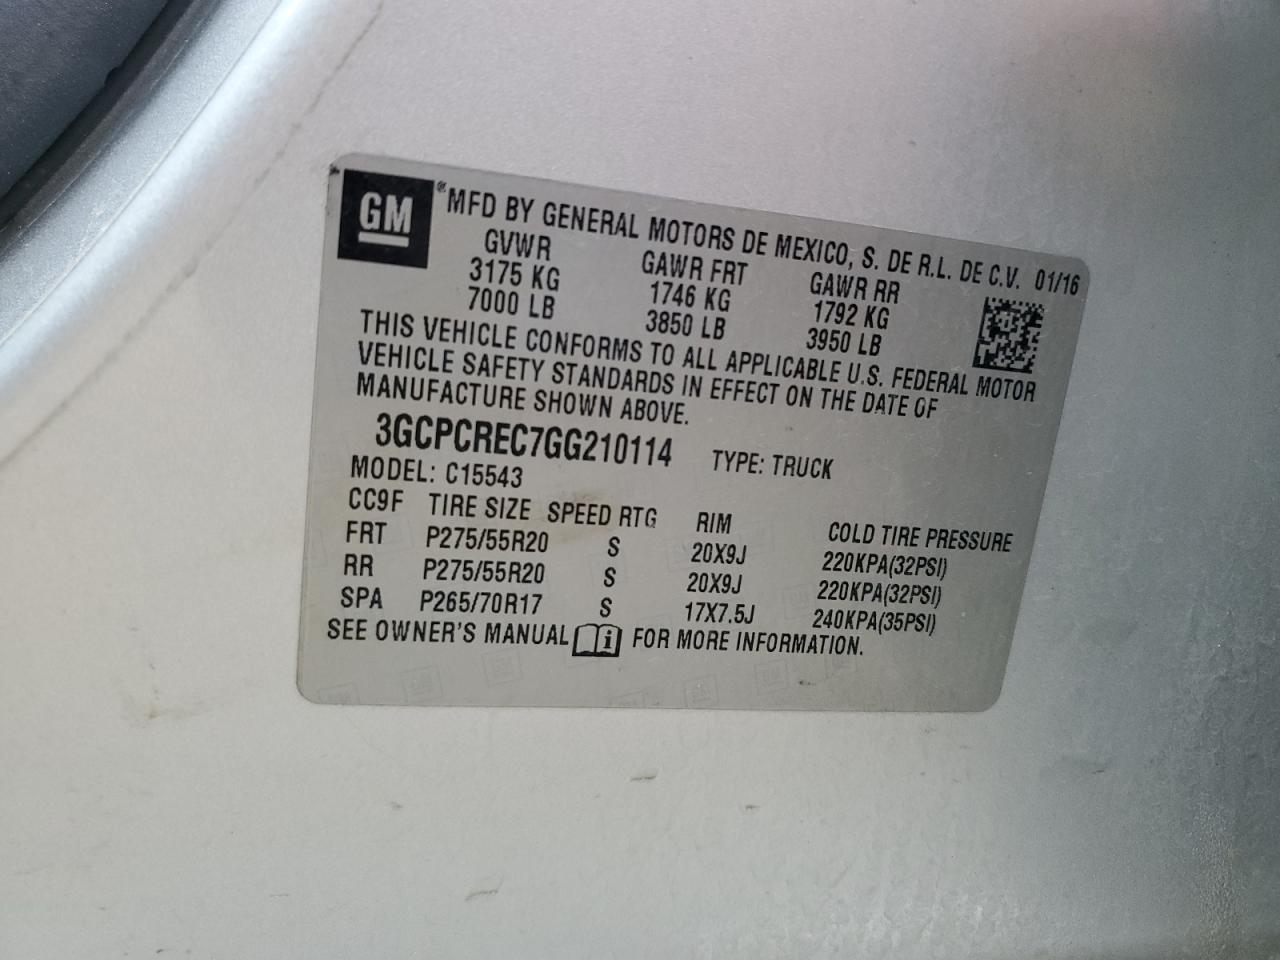 GM ® MFD BY GENERAL MOTORS DE MEXICO, S. DE R.L. DE C.V. 01/16
GVWR GAWR FRT GAWR RR
3175 KG 1746 KG 1792 KG
7000 LB 3850 LB 3950 LB
THIS VEHICLE CONFORMS TO ALL APPLICABLE U.S. FEDERAL MOTOR
VEHICLE SAFETY STANDARDS IN EFFECT ON THE DATE OF
MANUFACTURE SHOWN ABOVE.
3GCPCREC7GG210114 TYPE: TRUCK
MODEL: C15543
CC9F TIRE SIZE SPEED RTG RIM COLD TIRE PRESSURE
FRT P275/55R20 S 20X9J 220KPA(32PSI)
RR P275/55R20 S 20X9J 220KPA(32PSI)
SPA P265/70R17 S 17X7.5J 240KPA(35PSI)
SEE OWNER'S MANUAL i FOR MORE INFORMATION.